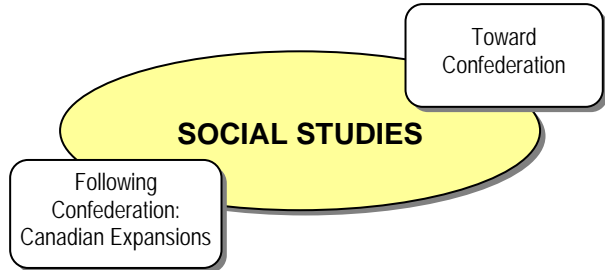 Toward
Confederation
SOCIAL STUDIES
Following
Confederation:
Canadian Expansions